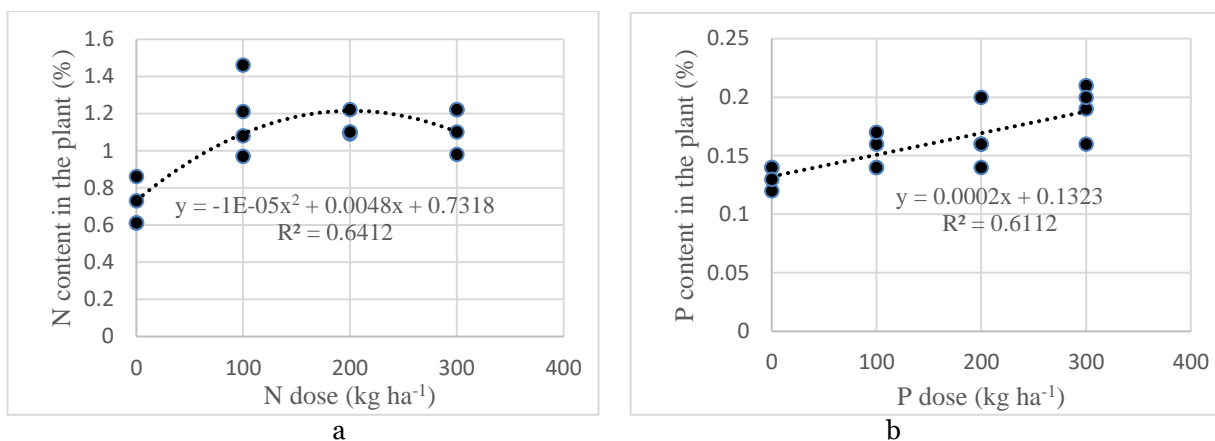 N content in the plant (%)
1.6
1.4
1.2
1
0.8
0.6
0.4
0.2
0
y = -1E-05x² + 0.0048x + 0.7318
R² = 0.6412
0 100 200 300 400
N dose (kg ha⁻¹)
a
P content in the plant (%)
0.25
0.2
0.15
0.1
0.05
0
y = 0.0002x + 0.1323
R² = 0.6112
0 100 200 300 400
P dose (kg ha⁻¹)
b